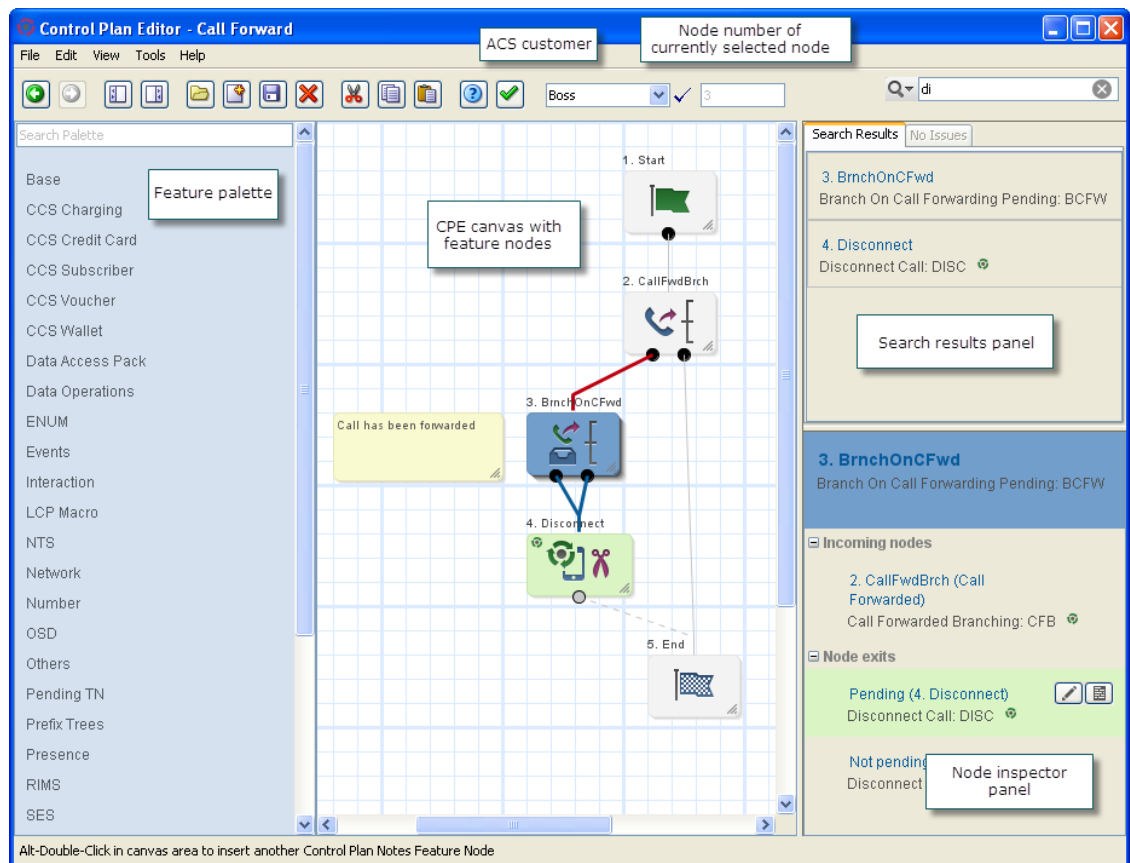 Control Plan Editor - Call Forward
File Edit View Tools Help
ACS customer
Node number of
currently selected node
Boss
3
di
Search Palette
Base
CCS Charging
CCS Credit Card
CCS Subscriber
CCS Voucher
CCS Wallet
Data Access Pack
Data Operations
ENUM
Events
Interaction
LCP Macro
NTS
Network
Number
OSD
Others
Pending TN
Prefix Trees
Presence
RIMS
SES
Feature palette
CPE canvas with
feature nodes
1. Start
2. CallFwdBrch
3. BrnchOnCFwd
Call has been forwarded
4. Disconnect
5. End
Search Results No Issues
3. BrnchOnCFwd
Branch On Call Forwarding Pending: BCFW
4. Disconnect
Disconnect Call: DISC
Search results panel
3. BrnchOnCFwd
Branch On Call Forwarding Pending: BCFW
Incoming nodes
2. CallFwdBrch (Call
Forwarded)
Call Forwarded Branching: CFB
Node exits
Pending (4. Disconnect)
Disconnect Call: DISC
Not pending
Disconnect
Node inspector
panel
Alt-Double-Click in canvas area to insert another Control Plan Notes Feature Node